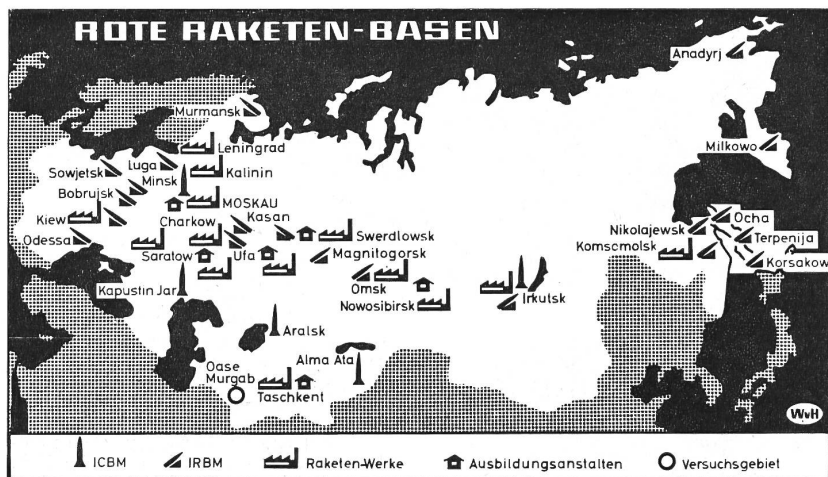 ROTE RAKETEN-BASEN
Anadyrj
Murmansk
Leningrad
Milkowo
Luga
Kalinin
Sowjetsk
Minsk
Bobrujsk
MOSKAU
Kiew
Charkow
Kasan
Ocha
Nikolajewsk
Odessa
Swerdlowsk
Terpenija
Saratow
Ufa
Magnitogorsk
Komscmolsk
Korsakow
Kapustin Jar
Omsk
Nowosibirsk
Irkutsk
Aralsk
Alma Ata
Oase
Murgab
Taschkent
WvH
ICBM
IRBM
Raketen-Werke
Ausbildungsanstalten
Versuchsgebiet